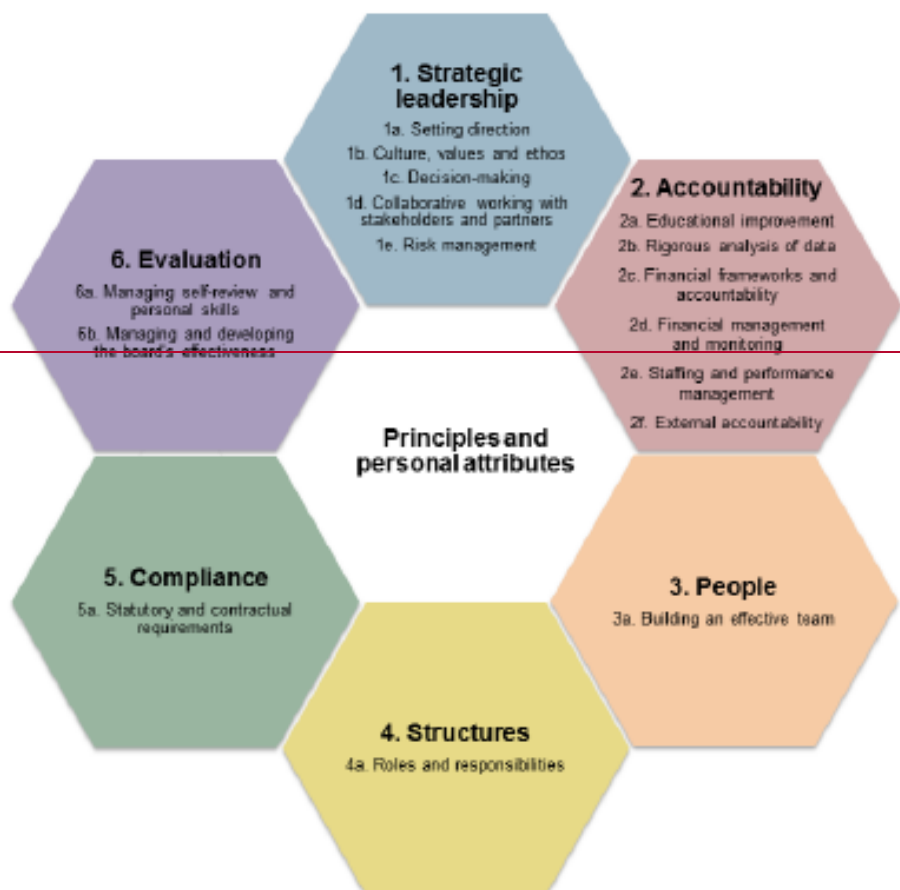 1. Strategic
leadership
1a. Setting direction
1b. Culture, values and ethos
1c. Decision-making
1d. Collaborative working with
stakeholders and partners
1e. Risk management
2. Accountability
2a. Educational improvement
2b. Rigorous analysis of data
2c. Financial frameworks and
accountability
2d. Financial management
and monitoring
2e. Staffing and performance
management
2f. External accountability
3. People
3a. Building an effective team
4. Structures
4a. Roles and responsibilities
5. Compliance
5a. Statutory and contractual
requirements
6. Evaluation
6a. Managing self-review and
personal skills
6b. Managing and developing
the board's effectiveness
Principles and
personal attributes